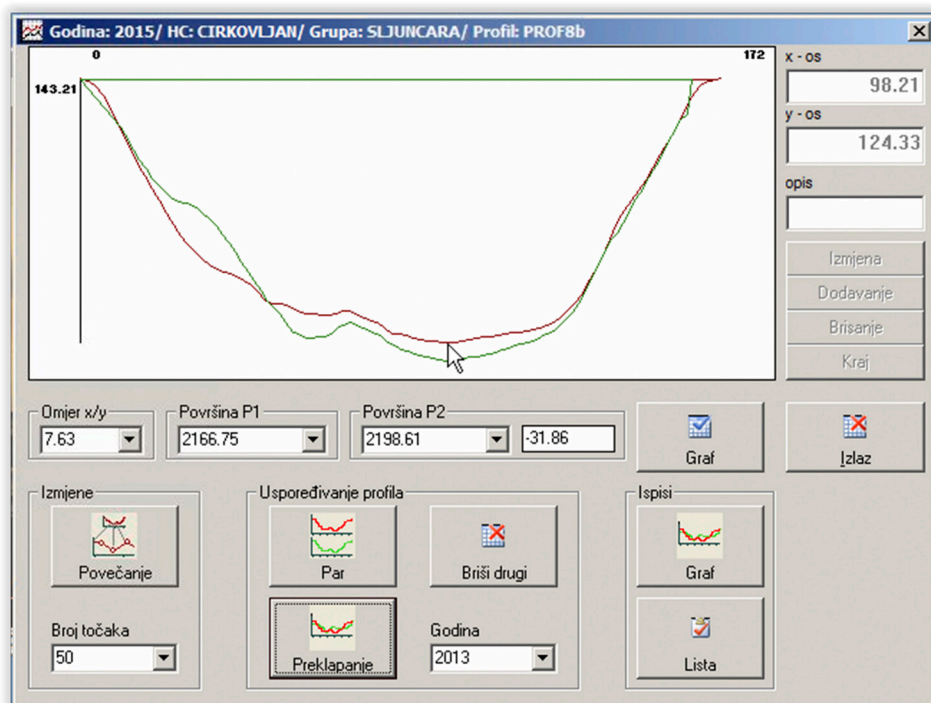 Godina: 2015/ HC: CIRKOVLJAN/ Grupa: SLJUNCARA/ Profil: PROF8b
0
172
143.21
x - os
98.21
y - os
124.33
opis
Izmjena
Dodavanje
Brisanje
Kraj
Omjer x/y
7.63
Površina P1
2166.75
Površina P2
2198.61
-31.86
Graf
Izlaz
Izmjene
Povečanje
Broj točaka
50
Uspoređivanje profila
Par
Briši drugi
Preklapanje
Godina
2013
Ispisi
Graf
Lista